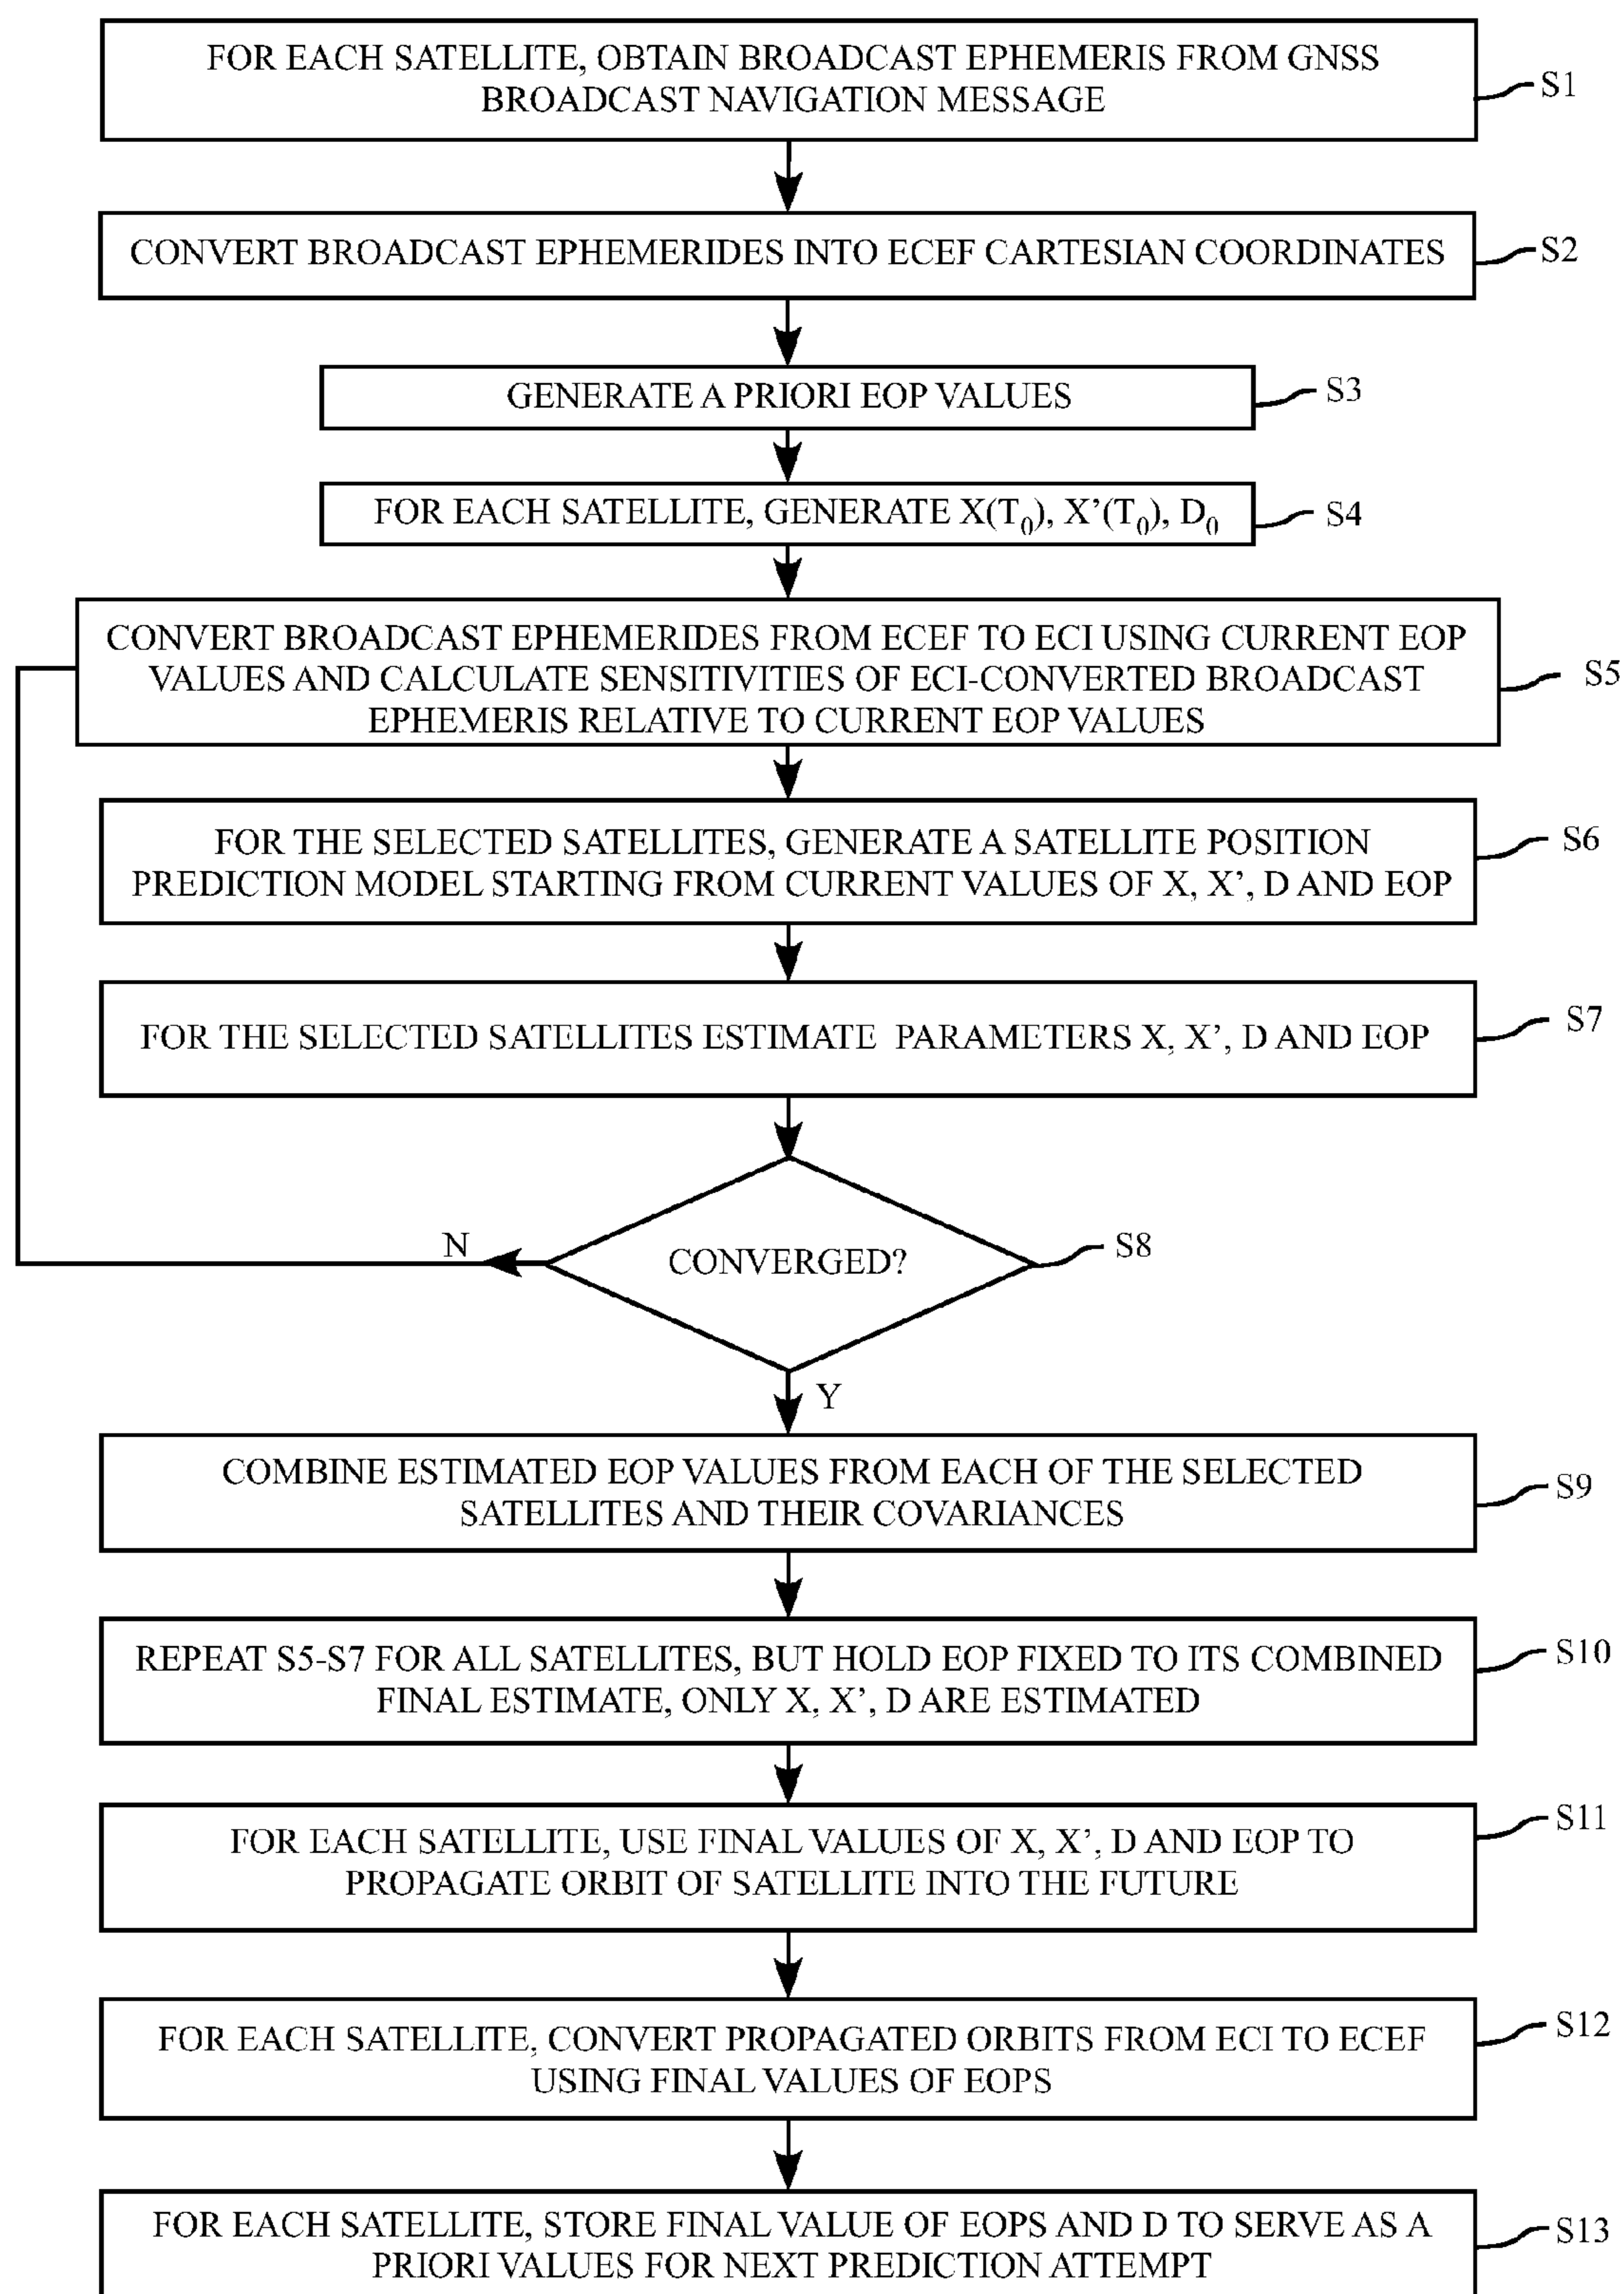 FOR EACH SATELLITE, OBTAIN BROADCAST EPHEMERIS FROM GNSS
BROADCAST NAVIGATION MESSAGE
S1
CONVERT BROADCAST EPHEMERIDES INTO ECEF CARTESIAN COORDINATES
S2
GENERATE A PRIORI EOP VALUES
S3
FOR EACH SATELLITE, GENERATE X(T₀), X'(T₀), D₀
S4
CONVERT BROADCAST EPHEMERIDES FROM ECEF TO ECI USING CURRENT EOP
VALUES AND CALCULATE SENSITIVITIES OF ECI-CONVERTED BROADCAST
EPHEMERIS RELATIVE TO CURRENT EOP VALUES
S5
FOR THE SELECTED SATELLITES, GENERATE A SATELLITE POSITION
PREDICTION MODEL STARTING FROM CURRENT VALUES OF X, X', D AND EOP
S6
FOR THE SELECTED SATELLITES ESTIMATE PARAMETERS X, X', D AND EOP
S7
CONVERGED?
S8
N
Y
COMBINE ESTIMATED EOP VALUES FROM EACH OF THE SELECTED
SATELLITES AND THEIR COVARIANCES
S9
REPEAT S5-S7 FOR ALL SATELLITES, BUT HOLD EOP FIXED TO ITS COMBINED
FINAL ESTIMATE, ONLY X, X', D ARE ESTIMATED
S10
FOR EACH SATELLITE, USE FINAL VALUES OF X, X', D AND EOP TO
PROPAGATE ORBIT OF SATELLITE INTO THE FUTURE
S11
FOR EACH SATELLITE, CONVERT PROPAGATED ORBITS FROM ECI TO ECEF
USING FINAL VALUES OF EOPS
S12
FOR EACH SATELLITE, STORE FINAL VALUE OF EOPS AND D TO SERVE AS A
PRIORI VALUES FOR NEXT PREDICTION ATTEMPT
S13